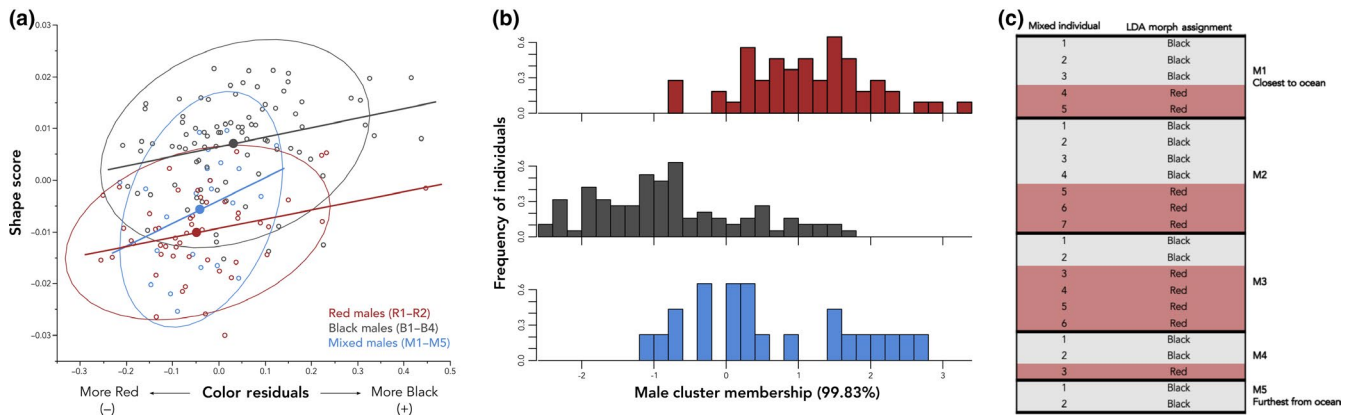 (a)
0.03
0.02
0.01
0.00
−0.01
−0.02
−0.03
Shape score
Red males (R1–R2)
Black males (B1–B4)
Mixed males (M1–M5)
−0.3 −0.2 −0.1 0.0 0.1 0.2 0.3 0.4 0.5
More Red Color residuals More Black
(–) (+)
(b)
Frequency of individuals
0.6
0.3
0.0
0.6
0.3
0.0
0.6
0.3
0.0
-2 -1 0 1 2 3
Male cluster membership (99.83%)
(c)
Mixed individual LDA morph assignment
1 Black
2 Black
3 Black
4 Red
5 Red
M1
Closest to ocean
1 Black
2 Black
3 Black
4 Black
5 Red
6 Red
7 Red
M2
1 Black
2 Black
3 Red
4 Red
5 Red
6 Red
M3
1 Black
2 Black
3 Red
M4
1 Black
2 Black
M5
Furthest from ocean